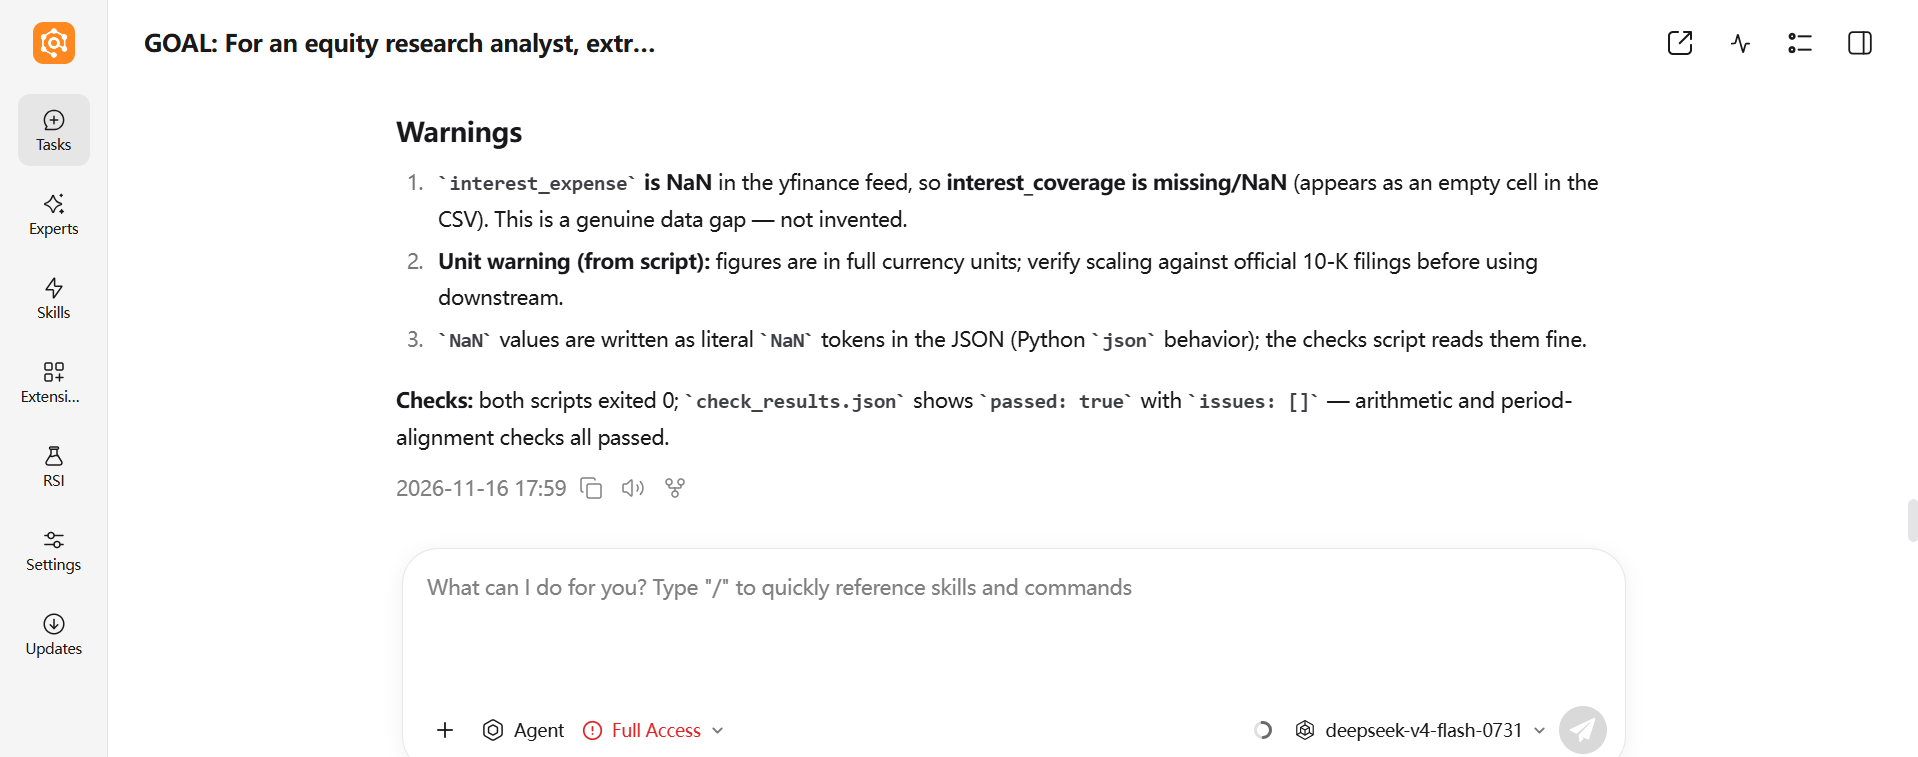 GOAL: For an equity research analyst, extr...
Tasks
Experts
Skills
Extensi...
RSI
Settings
Updates
Warnings
1. `interest_expense` is NaN in the yfinance feed, so interest_coverage is missing/NaN (appears as an empty cell in the
CSV). This is a genuine data gap — not invented.
2. Unit warning (from script): figures are in full currency units; verify scaling against official 10-K filings before using
downstream.
3. `NaN` values are written as literal `NaN` tokens in the JSON (Python `json` behavior); the checks script reads them fine.
Checks: both scripts exited 0; `check_results.json` shows `passed: true` with `issues: []` — arithmetic and period-
alignment checks all passed.
2026-11-16 17:59
What can I do for you? Type "/" to quickly reference skills and commands
Agent Full Access deepseek-v4-flash-0731